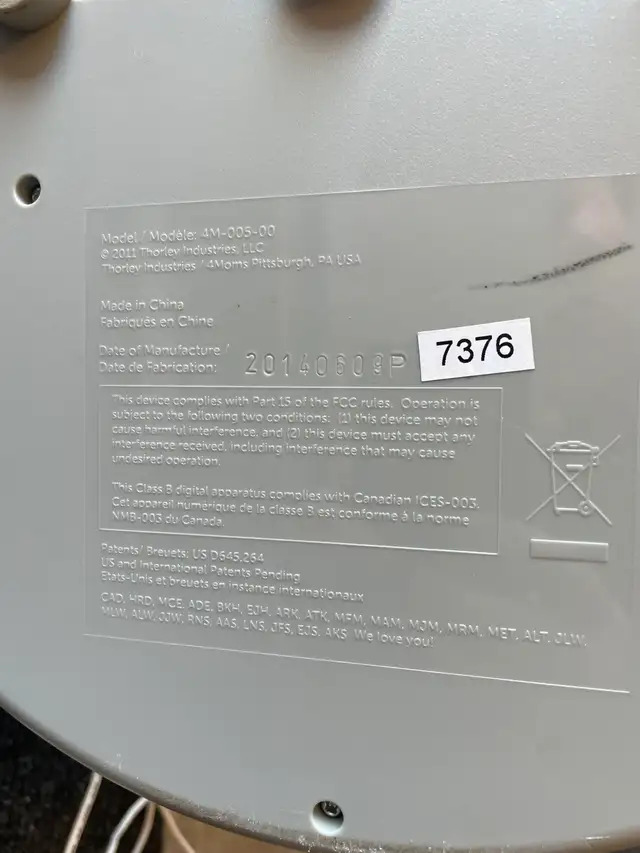 Model / Modèle: 4M-005-00
© 2011 Thorley Industries, LLC
Thorley Industries / 4Moms Pittsburgh, PA USA
Made in China
Fabriqués en Chine
Date of Manufacture /
Date de Fabrication: 20140609P
7376
This device complies with Part 15 of the FCC rules. Operation is
subject to the following two conditions: (1) this device may not
cause harmful interference, and (2) this device must accept any
interference received, including interference that may cause
undesired operation.
This Class B digital apparatus complies with Canadian ICES-003.
Cet appareil numérique de la classe B est conforme à la norme
NMB-003 du Canada.
Patents/ Brevets: US D645,264
US and International Patents Pending
Etats-Unis et brevets en instance internationaux
CAD, HRD, MCE, ADE, BKH, EJH, ARK, ATK, MFM, MAM, MJM, MRM, MET, ALT, JLW,
MLW, ALW, JJW, RNS, AAS, LNS, JFS, EJS, AKS We love you!